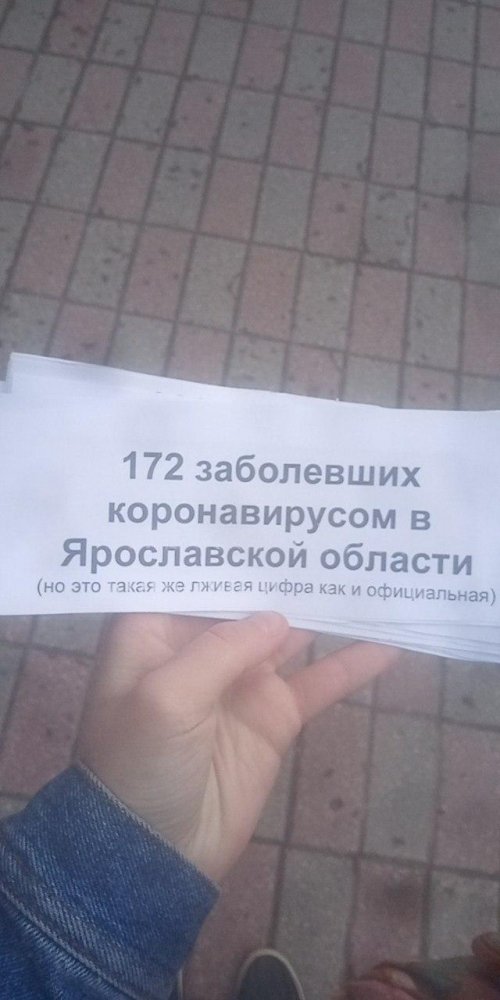 172 заболевших
коронавирусом в
Ярославской области
(но это такая же лживая цифра как и официальная)